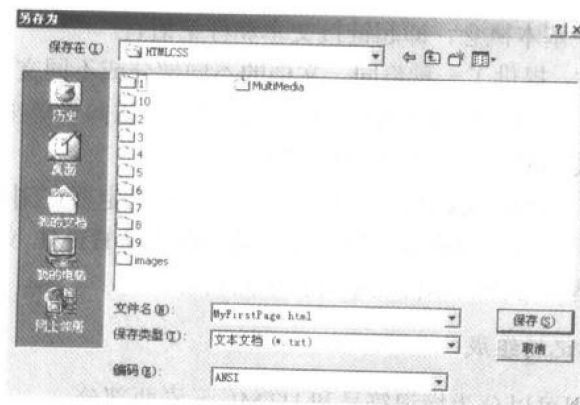 另存为
保存在(I)
HTMLCSS
历史
桌面
我的文档
我的电脑
网上邻居
1
10
2
3
4
5
6
7
8
9
images
MultiMedia
文件名(N):
MyFirstPage html
保存(S)
保存类型(T):
文本文档 (*.txt)
取消
编码(E):
ANSI